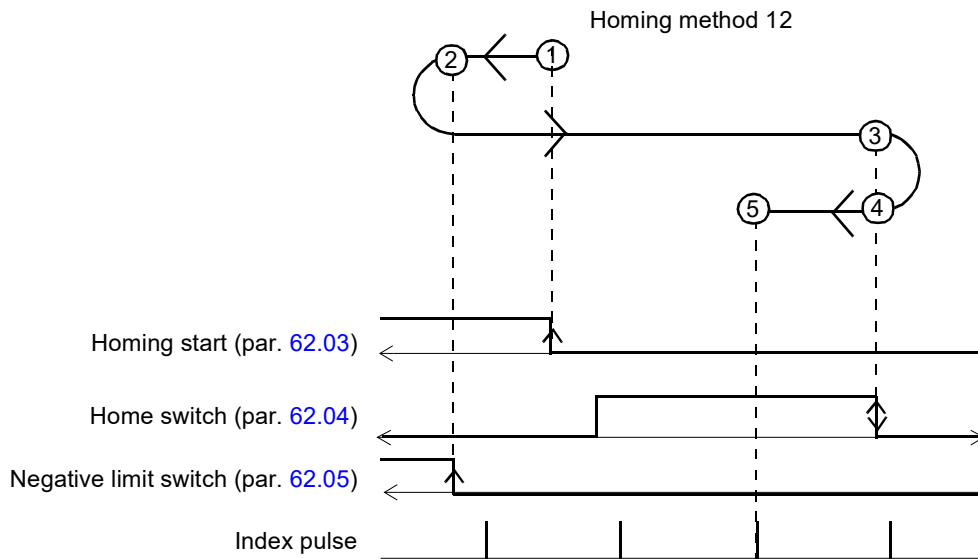 Homing method 12
2
1
3
5
4
Homing start (par. 62.03)
Home switch (par. 62.04)
Negative limit switch (par. 62.05)
Index pulse